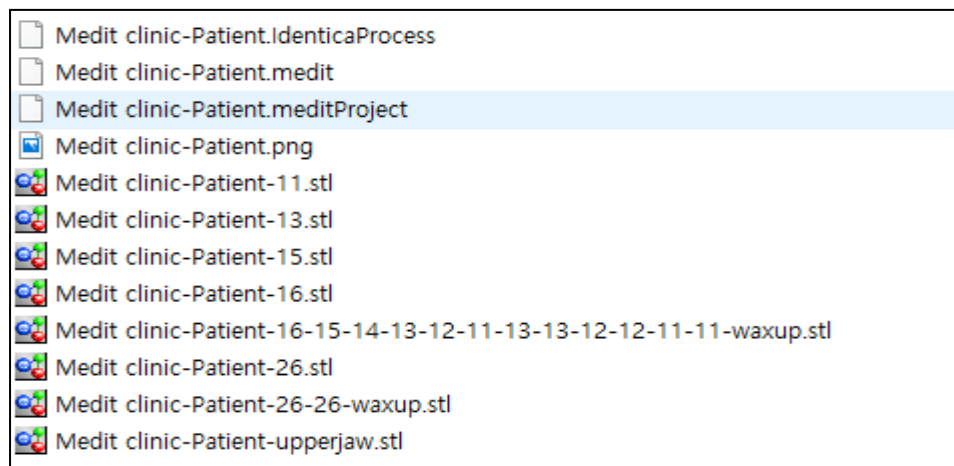 Medit clinic-Patient.IdenticaProcess
Medit clinic-Patient.medit
Medit clinic-Patient.meditProject
Medit clinic-Patient.png
Medit clinic-Patient-11.stl
Medit clinic-Patient-13.stl
Medit clinic-Patient-15.stl
Medit clinic-Patient-16.stl
Medit clinic-Patient-16-15-14-13-12-11-13-13-12-12-11-11-waxup.stl
Medit clinic-Patient-26.stl
Medit clinic-Patient-26-26-waxup.stl
Medit clinic-Patient-upperjaw.stl